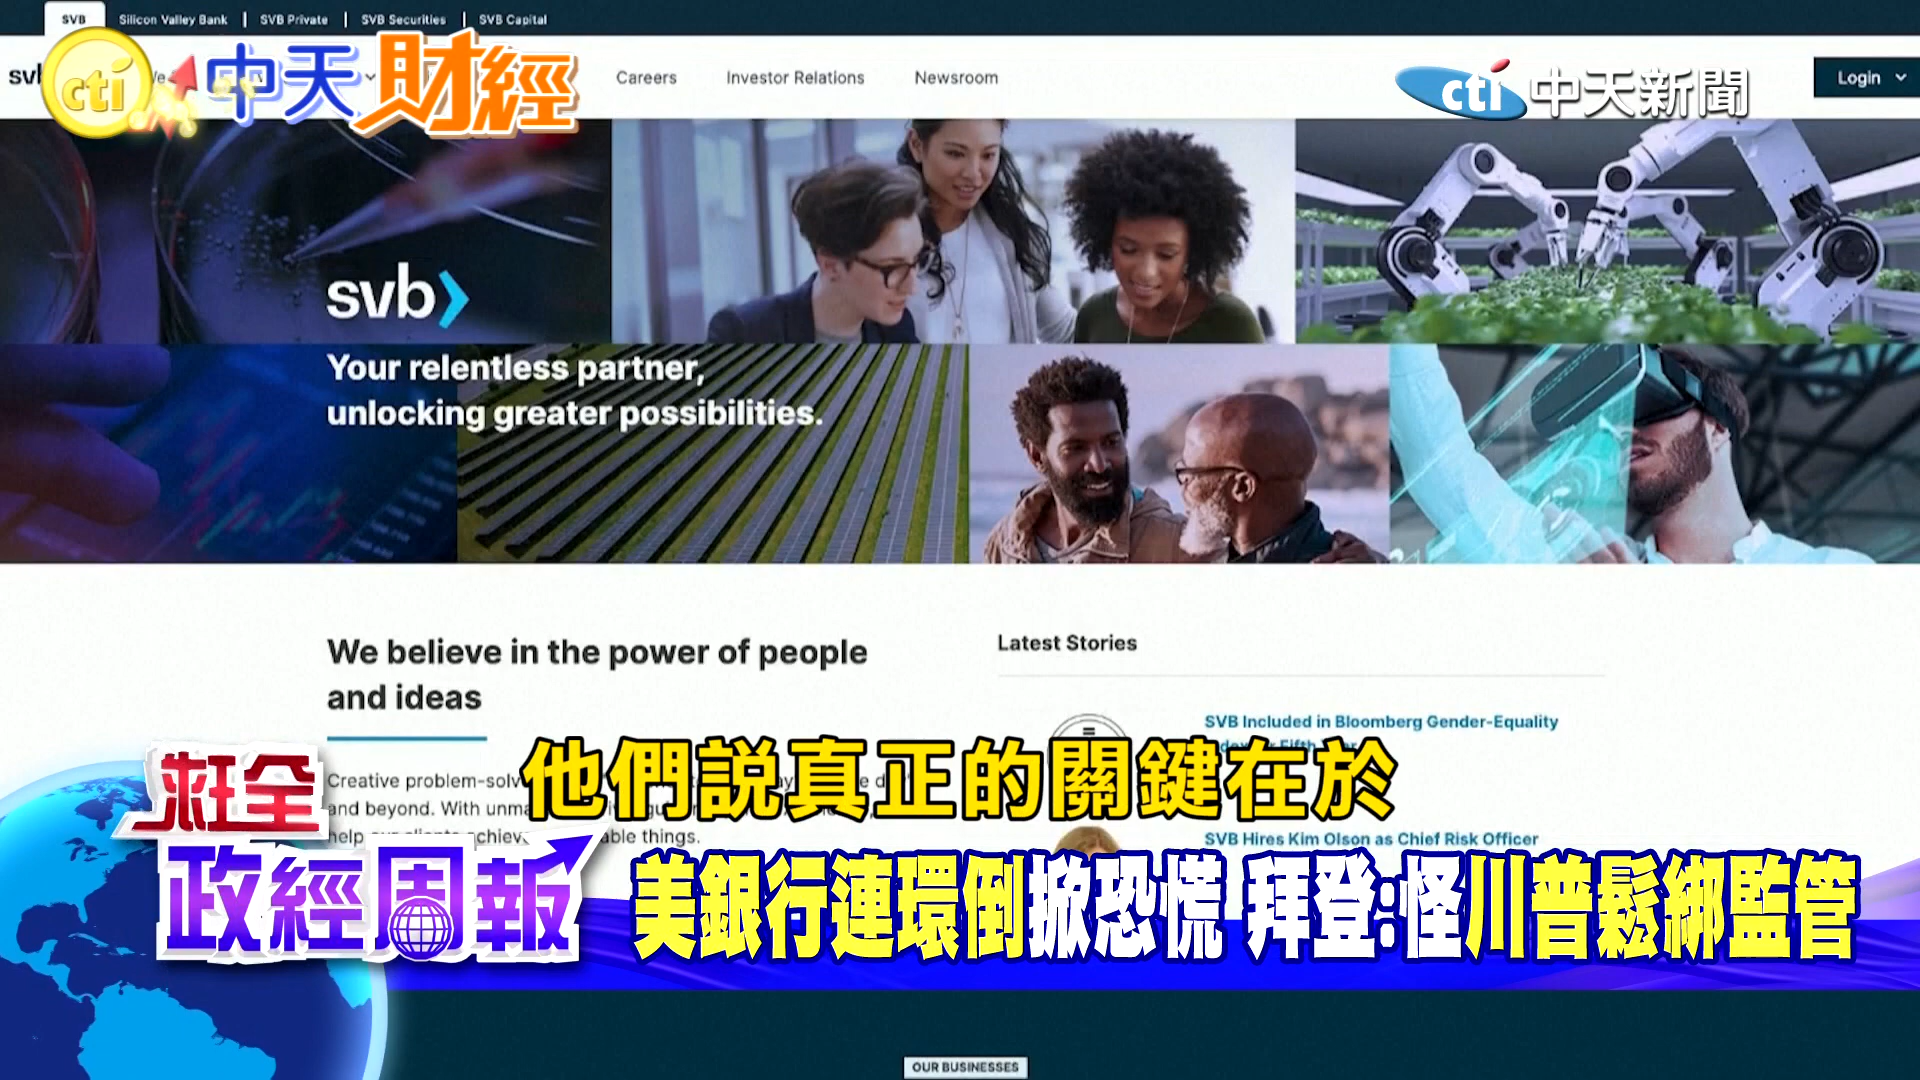 SVB
Silicon Valley Bank
SVB Private
SVB Securities
SVB Capital
cti
中天財經
Careers
Investor Relations
Newsroom
cti 中天新聞
Login
svb
Your relentless partner,
unlocking greater possibilities.
We believe in the power of people
and ideas
Latest Stories
SVB Included in Bloomberg Gender-Equality
Creative problem-solv
他們説真正的關鍵在於
and beyond. With
SVB Hires Kim Olson as Chief Risk Officer
全球
政經周報
美銀行連環倒掀恐慌 拜登:怪川普鬆綁監管
OUR BUSINESSES